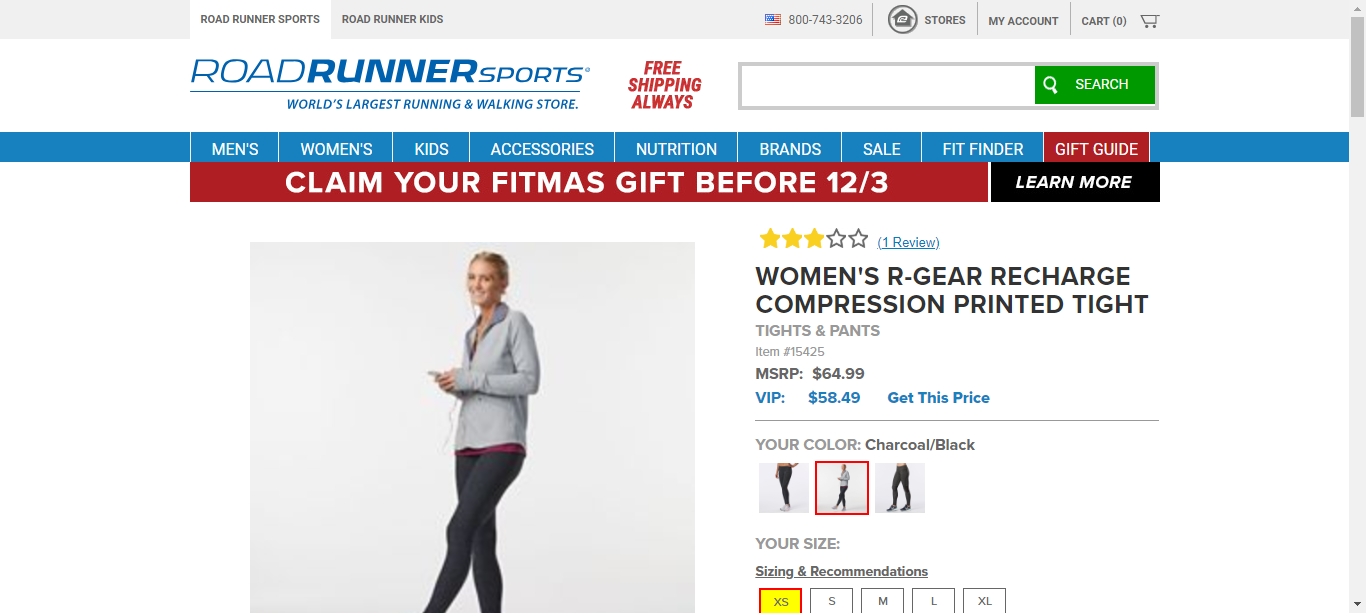 ROAD RUNNER SPORTS
ROAD RUNNER KIDS
800-743-3206
STORES
MY ACCOUNT
CART (0)
ROADRUNNERSPORTS®
WORLD'S LARGEST RUNNING & WALKING STORE.
FREE
SHIPPING
ALWAYS
SEARCH
MEN'S
WOMEN'S
KIDS
ACCESSORIES
NUTRITION
BRANDS
SALE
FIT FINDER
GIFT GUIDE
CLAIM YOUR FITMAS GIFT BEFORE 12/3
LEARN MORE
(1 Review)
WOMEN'S R-GEAR RECHARGE
COMPRESSION PRINTED TIGHT
TIGHTS & PANTS
Item #15425
MSRP: $64.99
VIP: $58.49 Get This Price
YOUR COLOR: Charcoal/Black
YOUR SIZE:
Sizing & Recommendations
XS
S
M
L
XL